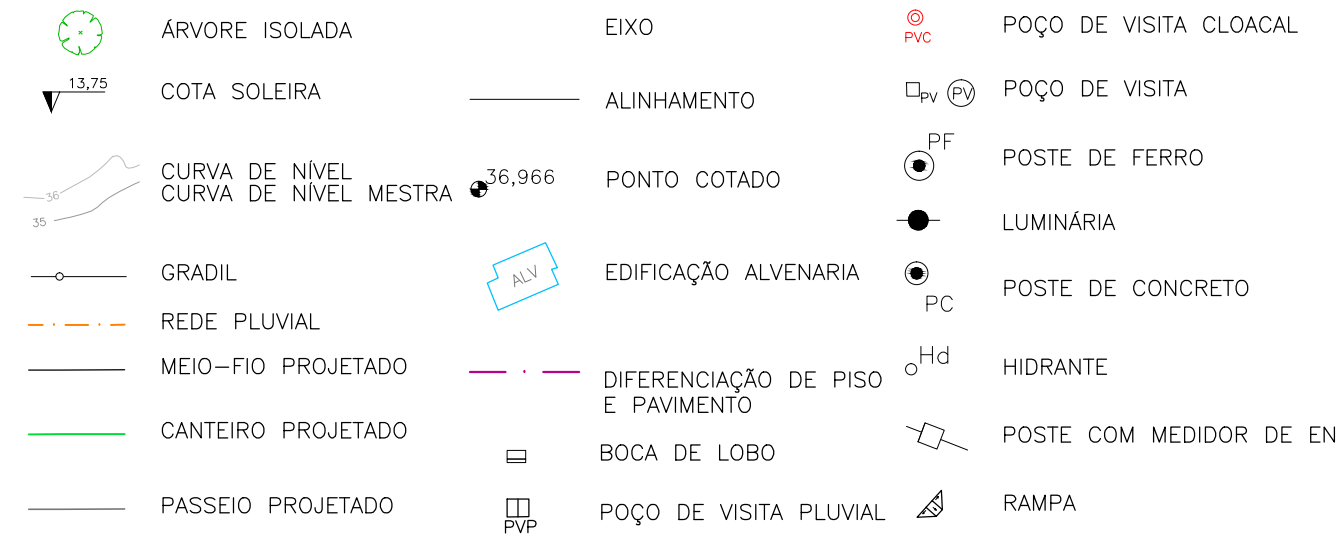 ÁRVORE ISOLADA
13,75
COTA SOLEIRA
36
35
CURVA DE NÍVEL
CURVA DE NÍVEL MESTRA
GRADIL
REDE PLUVIAL
MEIO-FIO PROJETADO
CANTEIRO PROJETADO
PASSEIO PROJETADO
EIXO
ALINHAMENTO
36,966
PONTO COTADO
ALV
EDIFICAÇÃO ALVENARIA
DIFERENCIAÇÃO DE PISO
E PAVIMENTO
BOCA DE LOBO
PVP
POÇO DE VISITA PLUVIAL
PVC
POÇO DE VISITA CLOACAL
PV PV
POÇO DE VISITA
PF
POSTE DE FERRO
LUMINÁRIA
PC
POSTE DE CONCRETO
Hd
HIDRANTE
POSTE COM MEDIDOR DE EN
RAMPA